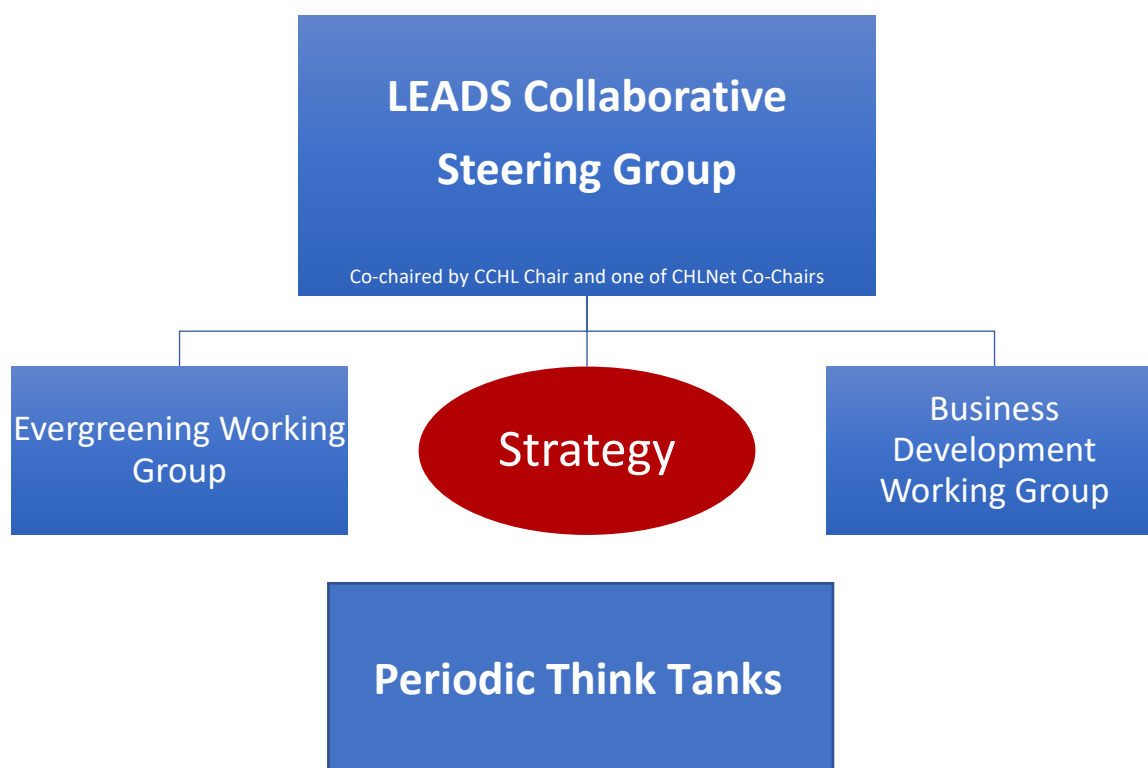 LEADS Collaborative
Steering Group
Co-chaired by CCHL Chair and one of CHLNet Co-Chairs
Evergreening Working
Group
Strategy
Business
Development
Working Group
Periodic Think Tanks